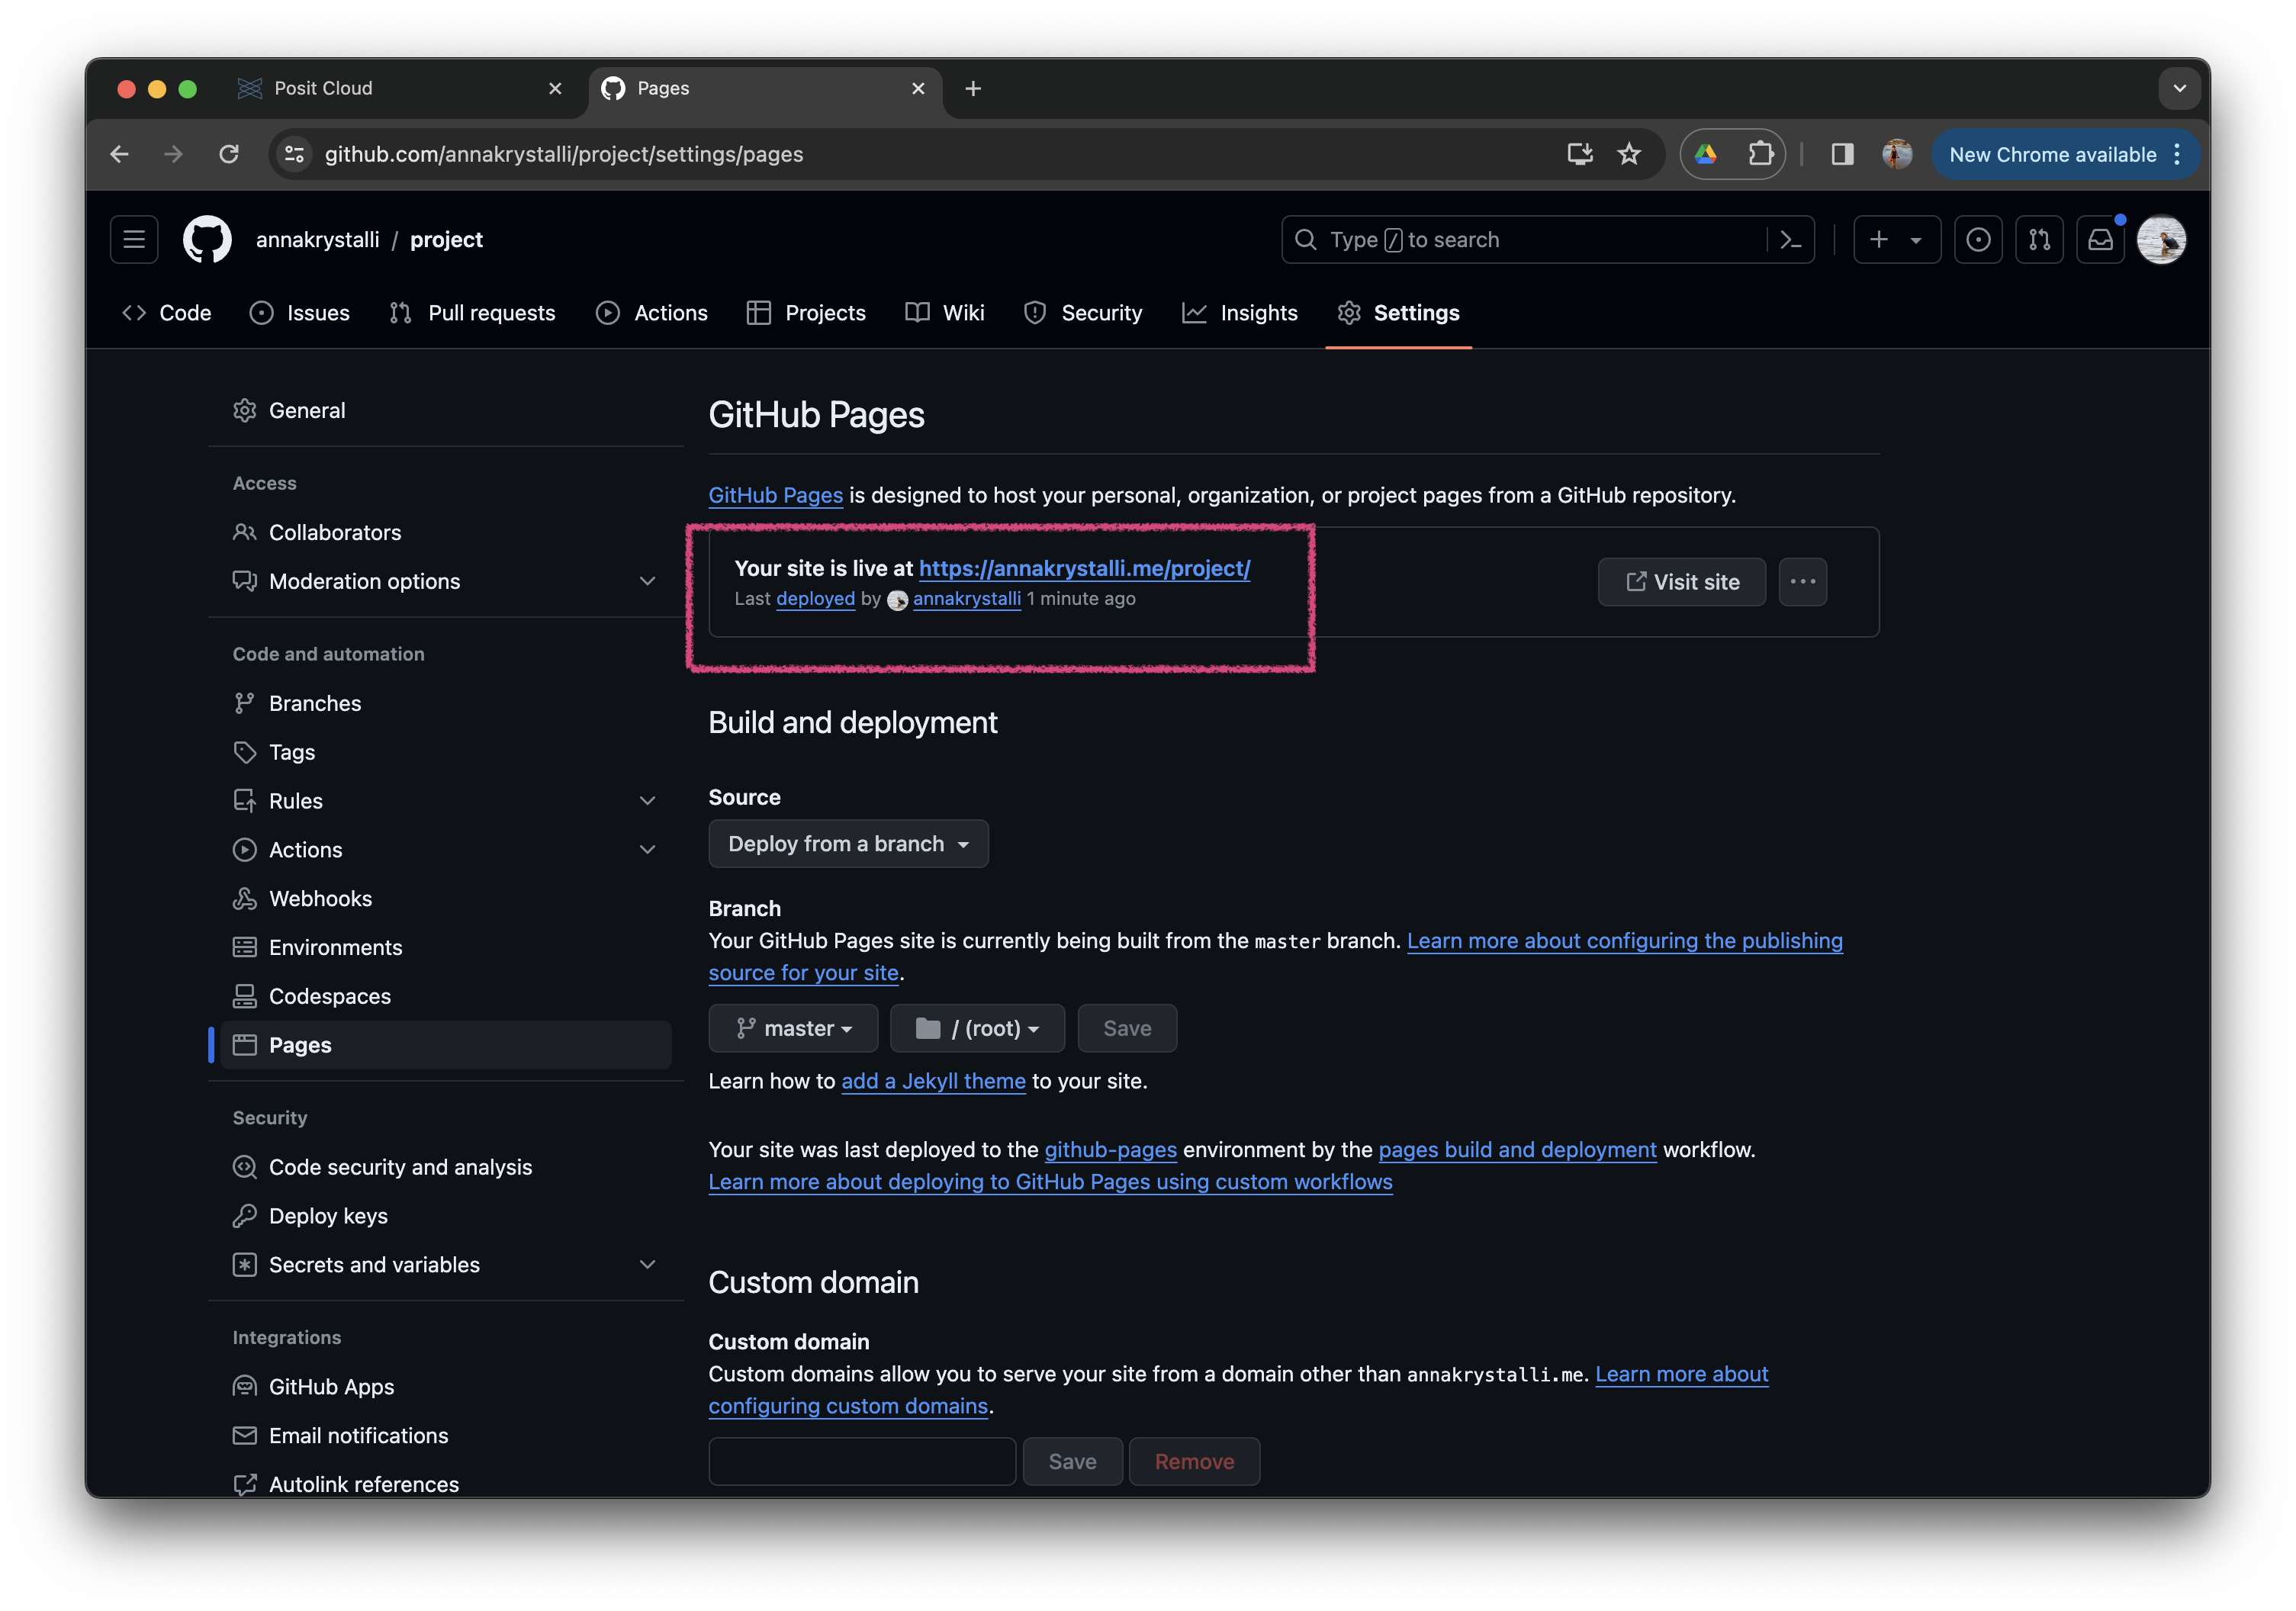 Posit Cloud
Pages
github.com/annakrystalli/project/settings/pages
New Chrome available
annakrystalli / project
Type / to search
Code
Issues
Pull requests
Actions
Projects
Wiki
Security
Insights
Settings
General
Access
Collaborators
Moderation options
Code and automation
Branches
Tags
Rules
Actions
Webhooks
Environments
Codespaces
Pages
Security
Code security and analysis
Deploy keys
Secrets and variables
Integrations
GitHub Apps
Email notifications
Autolink references
GitHub Pages
GitHub Pages is designed to host your personal, organization, or project pages from a GitHub repository.
Your site is live at https://annakrystalli.me/project/
Last deployed by annakrystalli 1 minute ago
Visit site
Build and deployment
Source
Deploy from a branch
Branch
Your GitHub Pages site is currently being built from the master branch. Learn more about configuring the publishing
source for your site.
master
/ (root)
Save
Learn how to add a Jekyll theme to your site.
Your site was last deployed to the github-pages environment by the pages build and deployment workflow.
Learn more about deploying to GitHub Pages using custom workflows
Custom domain
Custom domain
Custom domains allow you to serve your site from a domain other than annakrystalli.me. Learn more about
configuring custom domains.
Save
Remove